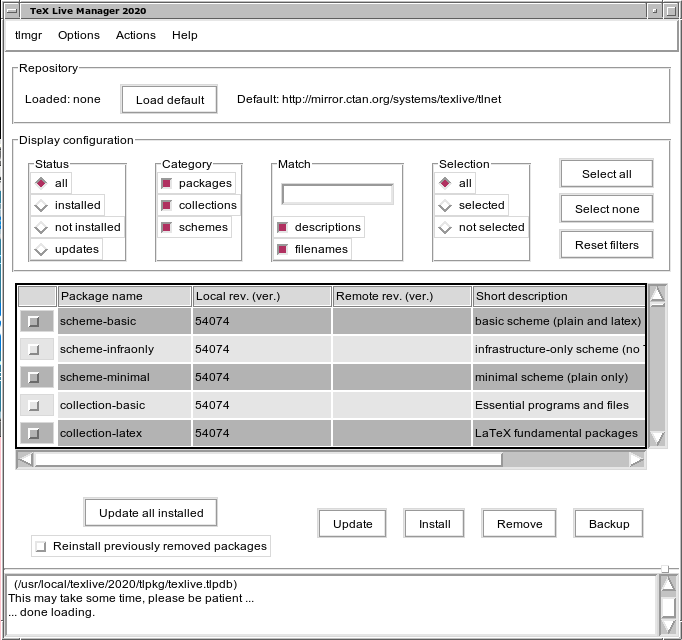 TeX Live Manager 2020
tlmgr Options Actions Help
Repository
Loaded: none Load default Default: http://mirror.ctan.org/systems/texlive/tlnet
Display configuration
Status Category Match Selection
all packages all Select all
installed collections selected Select none
not installed schemes descriptions not selected
updates filenames Reset filters
Package name Local rev. (ver.) Remote rev. (ver.) Short description
scheme-basic 54074 basic scheme (plain and latex)
scheme-infraonly 54074 infrastructure-only scheme (no
scheme-minimal 54074 minimal scheme (plain only)
collection-basic 54074 Essential programs and files
collection-latex 54074 LaTeX fundamental packages
Update all installed Update Install Remove Backup
Reinstall previously removed packages
(/usr/local/texlive/2020/tlpkg/texlive.tlpdb)
This may take some time, please be patient ...
... done loading.